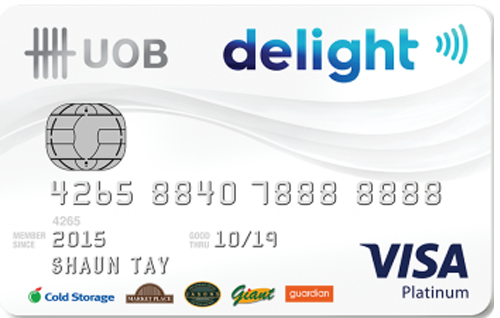 UOB delight
4265 8840 7888 8888
4265
MEMBER SINCE 2015 GOOD THRU 10/19
SHAUN TAY
VISA
Platinum
Cold Storage MARKET PLACE Giant guardian